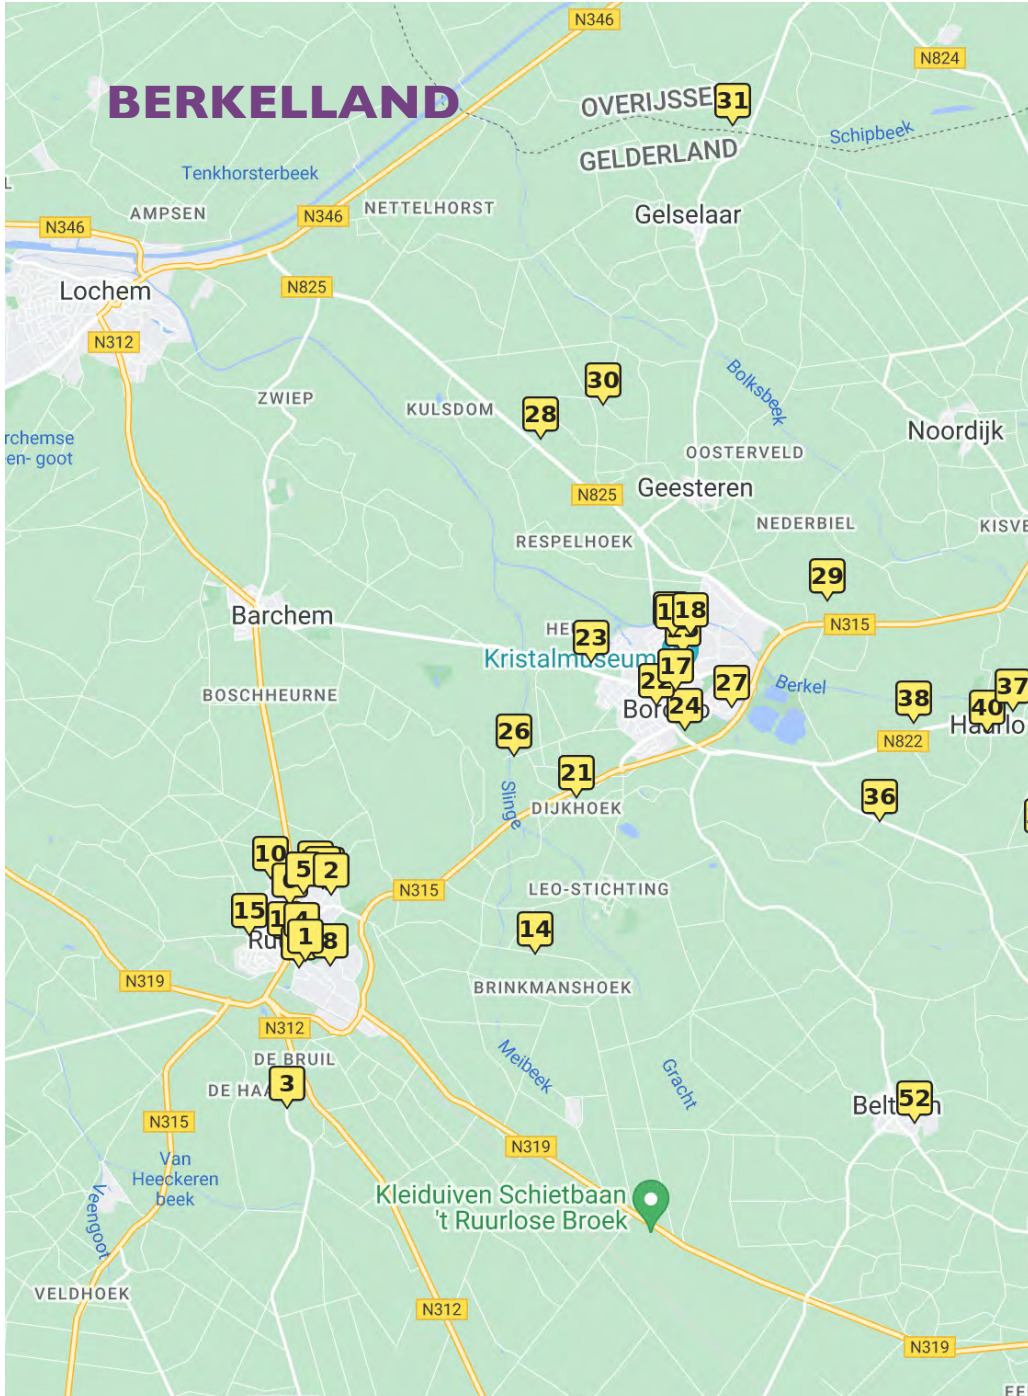 N346
N824
BERKELLAND
31
OVERIJSSE
Schipbeek
GELDERLAND
Tenkhorsterbeek
NETTELHORST
AMPSEN
N346
Gelselaar
N346
N825
Lochem
N312
Bolksbeek
30
ZWIEP
KULSDOM
28
rchemse
en- goot
Noordijk
OOSTERVELD
Geesteren
N825
NEDERBIEL
KISVE
RESPELHOEK
29
18
Barchem
N315
23
Kristalmuseum
17
27
Berkel
BOSCHHEURNE
38
40
37
24
N822
26
21
Slinge
DIJKHOEK
36
10
5
2
N315
LEO-STICHTING
15
4
14
1
8
N319
BRINKMANSHOEK
N312
DE BRUIL
Meibeek
Gracht
3
52
N315
N319
Van
Heeckeren
beek
Veengoot
Kleiduiven Schietbaan
't Ruurlose Broek
VELDHOEK
N312
N319